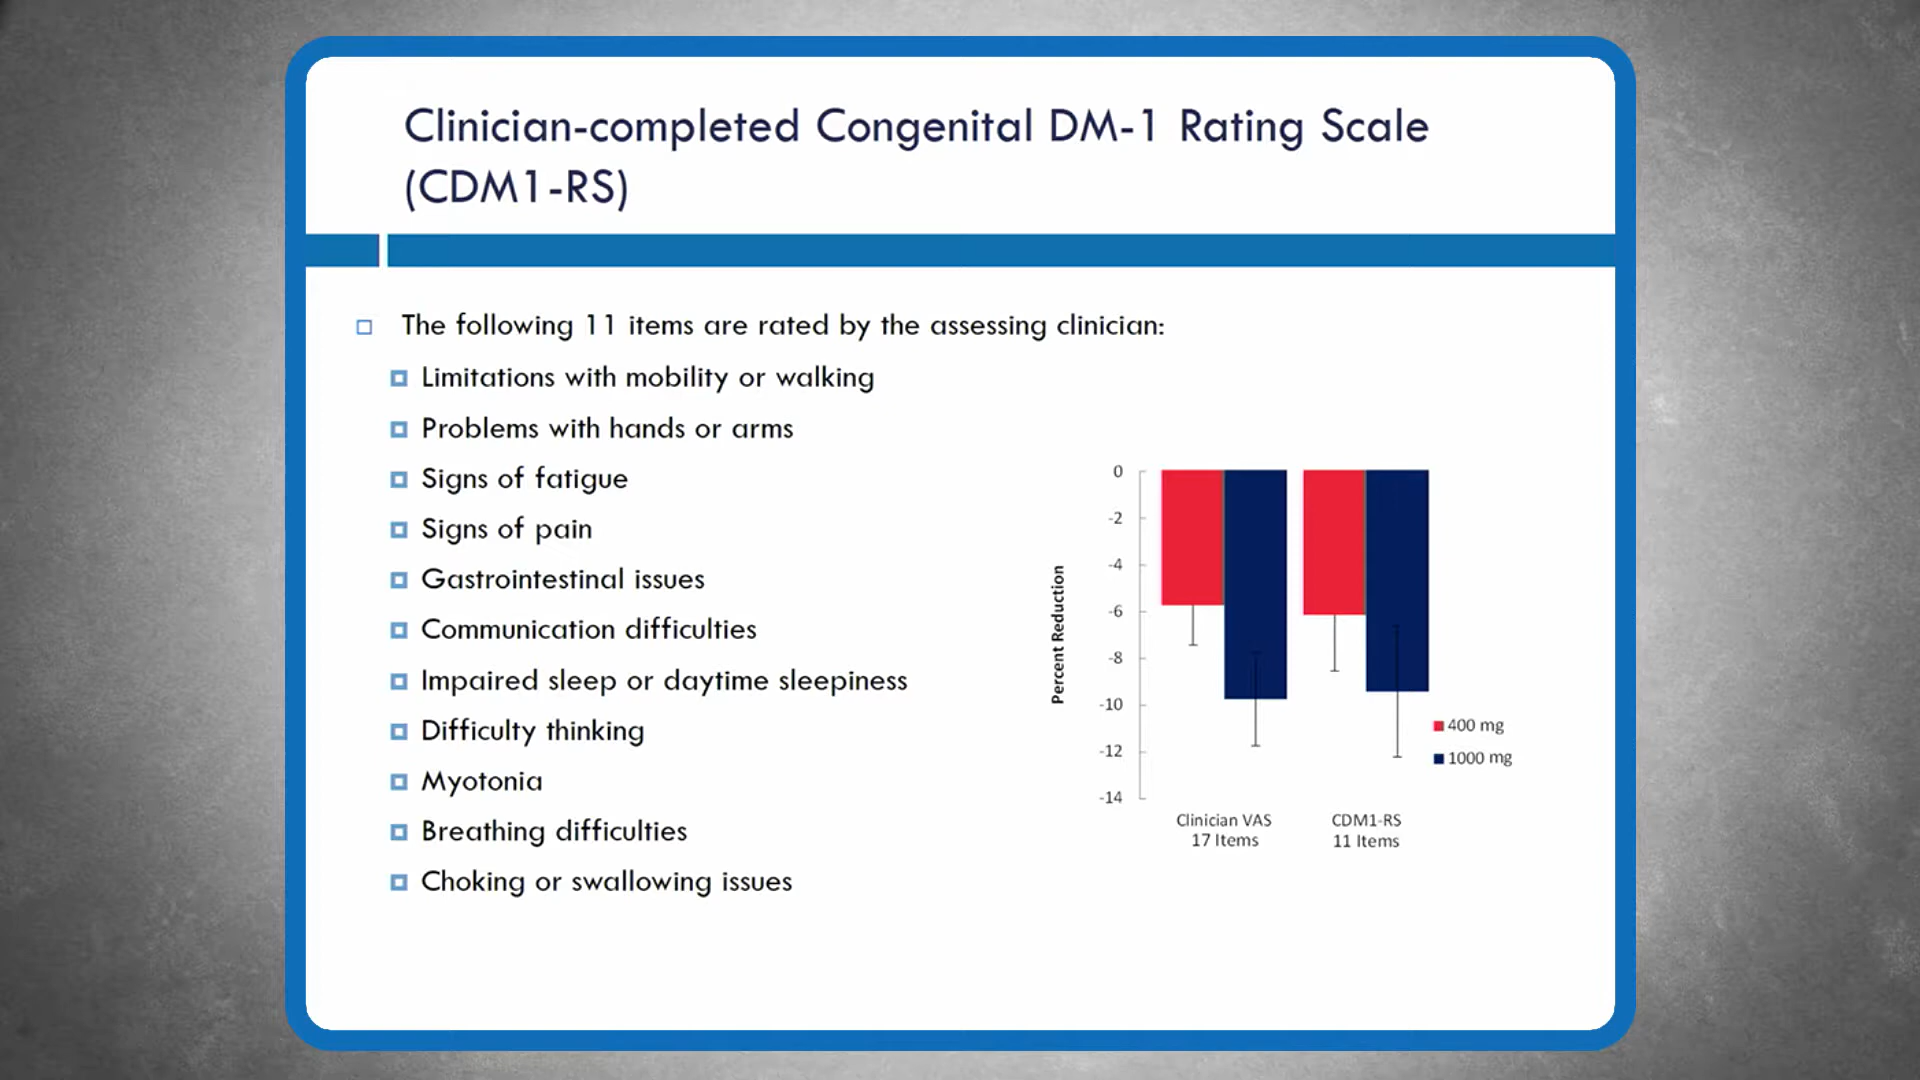 Clinician-completed Congenital DM-1 Rating Scale
(CDM1-RS)
The following 11 items are rated by the assessing clinician:
Limitations with mobility or walking
Problems with hands or arms
Signs of fatigue
Signs of pain
Gastrointestinal issues
Communication difficulties
Impaired sleep or daytime sleepiness
Difficulty thinking
Myotonia
Breathing difficulties
Choking or swallowing issues
Percent Reduction
0
-2
-4
-6
-8
-10
-12
-14
400 mg
1000 mg
Clinician VAS
17 Items
CDM1-RS
11 Items